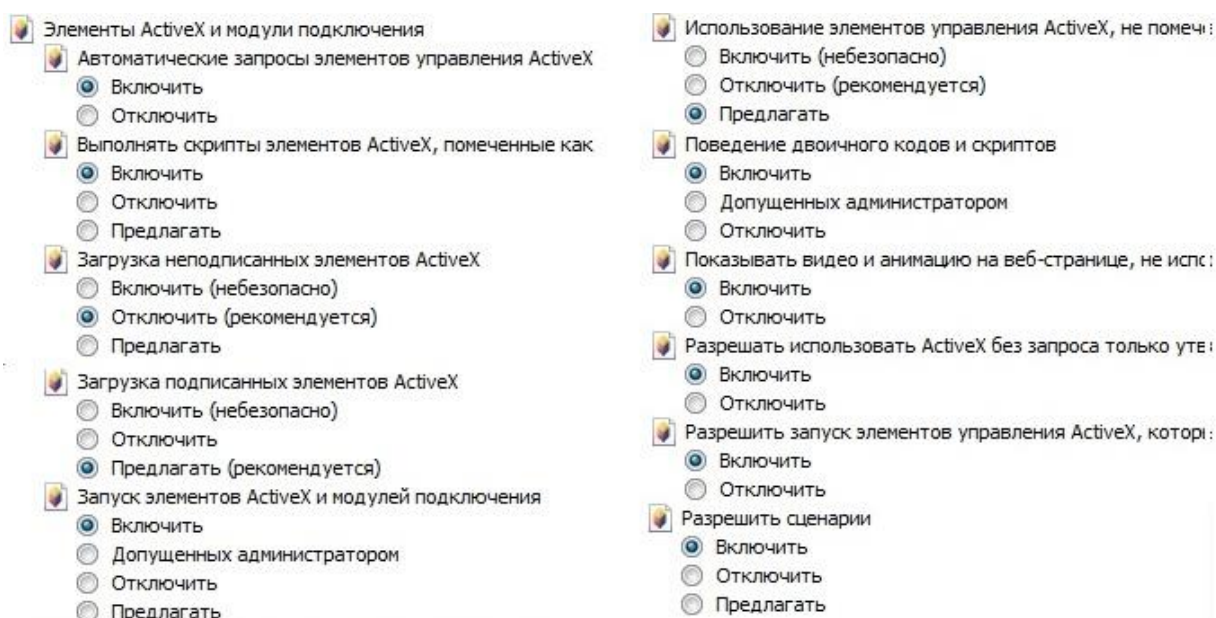 Элементы ActiveX и модули подключения
Автоматические запросы элементов управления ActiveX
Включить
Отключить
Выполнять скрипты элементов ActiveX, помеченные как
Включить
Отключить
Предлагать
Загрузка неподписанных элементов ActiveX
Включить (небезопасно)
Отключить (рекомендуется)
Предлагать
Загрузка подписанных элементов ActiveX
Включить (небезопасно)
Отключить
Предлагать (рекомендуется)
Запуск элементов ActiveX и модулей подключения
Включить
Допущенных администратором
Отключить
Предлагать
Использование элементов управления ActiveX, не
Включить (небезопасно)
Отключить (рекомендуется)
Предлагать
Поведение двоичного кодов и скриптов
Включить
Допущенных администратором
Отключить
Показывать видео и анимацию на веб-странице, не
Включить
Отключить
Разрешать использовать ActiveX без запроса только
Включить
Отключить
Разрешить запуск элементов управления ActiveX,
Включить
Отключить
Разрешить сценарии
Включить
Отключить
Предлагать